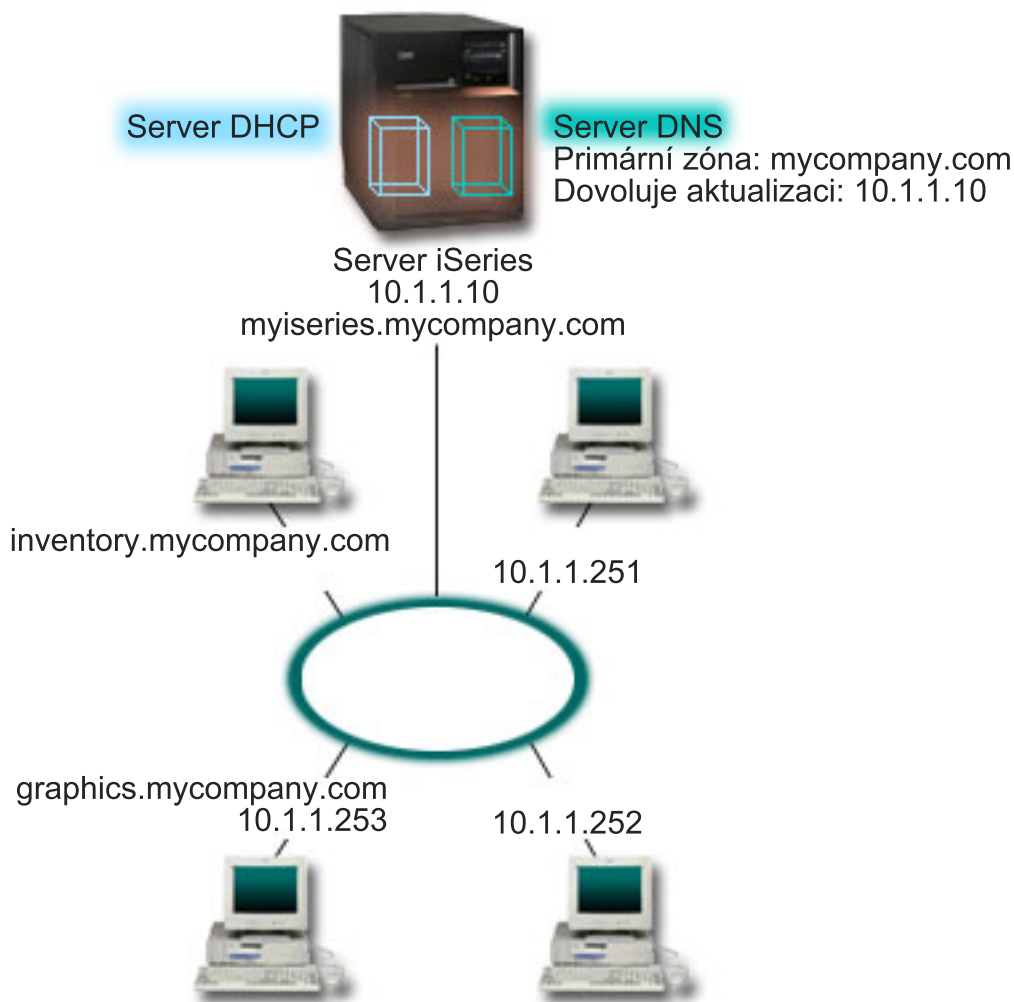 Server DHCP
Server DNS
Primární zóna: mycompany.com
Dovoluje aktualizaci: 10.1.1.10
Server iSeries
10.1.1.10
myiseries.mycompany.com
inventory.mycompany.com
10.1.1.251
graphics.mycompany.com
10.1.1.253
10.1.1.252